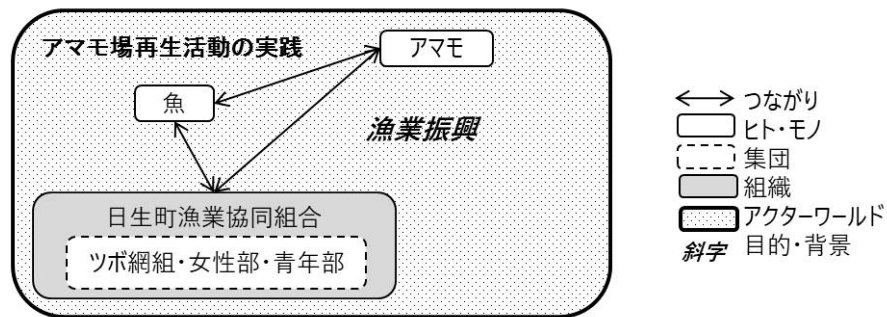 アマモ場再生活動の実践
アマモ
魚
漁業振興
日生町漁業協同組合
ツボ網組・女性部・青年部
つながり
ヒト・モノ
集団
組織
アクターワールド
斜字 目的・背景